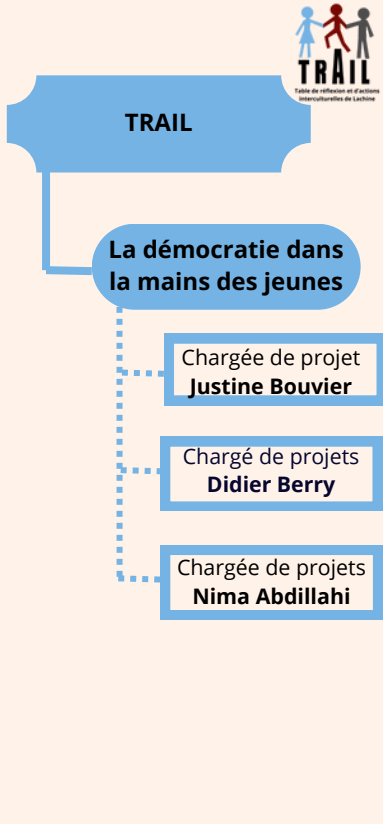 TRAIL
Table de réflexion et d'actions
interculturelles de Lachine
TRAIL
La démocratie dans
la mains des jeunes
Chargée de projet
Justine Bouvier
Chargé de projets
Didier Berry
Chargée de projets
Nima Abdillahi